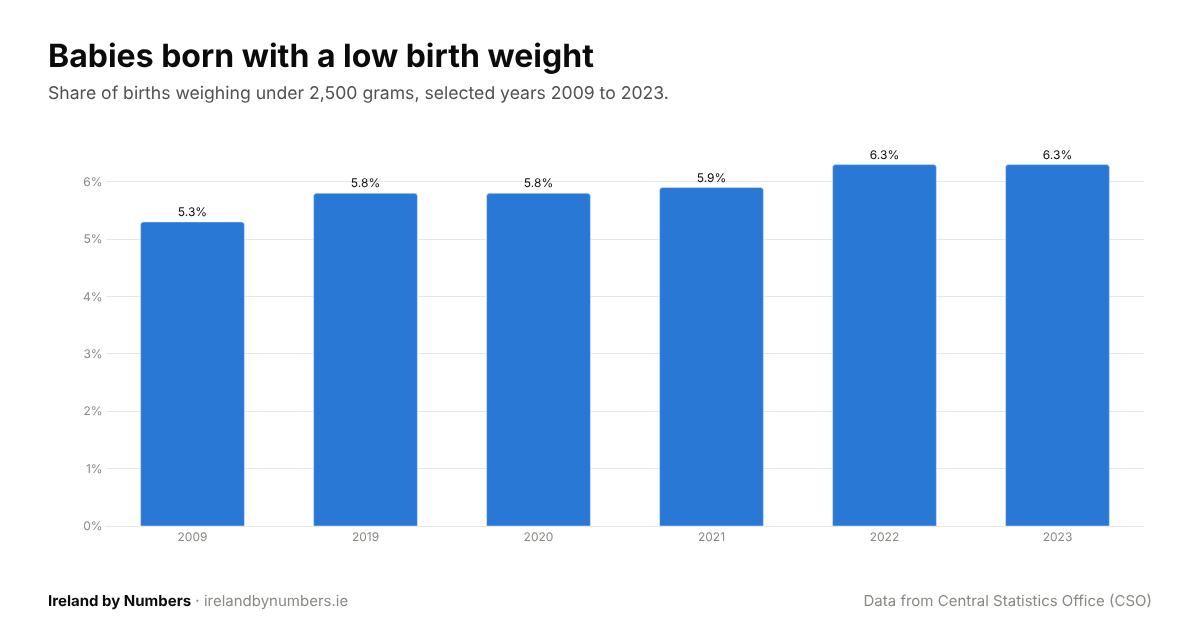 Babies born with a low birth weight
Share of births weighing under 2,500 grams, selected years 2009 to 2023.
6.3% 6.3%
6% 5.8% 5.8% 5.9%
5.3%
5%
4%
3%
2%
1%
0%
2009 2019 2020 2021 2022 2023
Ireland by Numbers · irelandbynumbers.ie Data from Central Statistics Office (CSO)